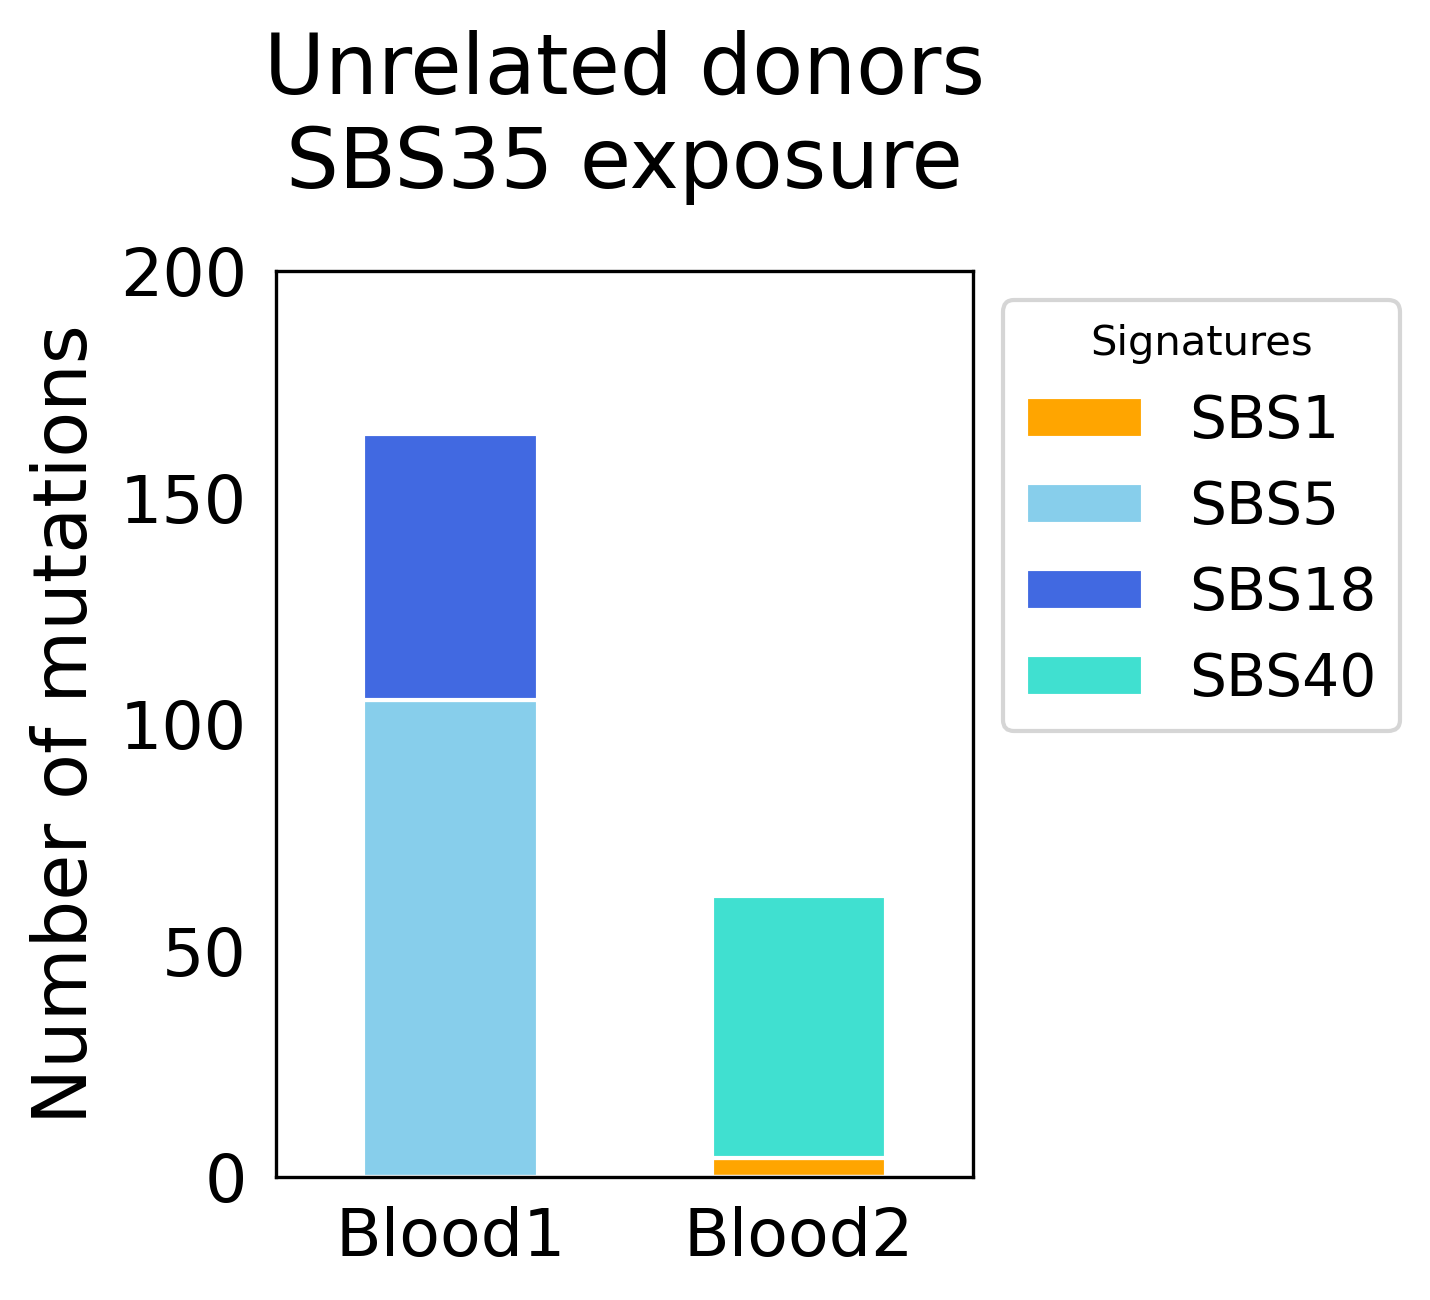 Unrelated donors
SBS35 exposure
Number of mutations
200
150
100
50
0
Blood1
Blood2
Signatures
SBS1
SBS5
SBS18
SBS40